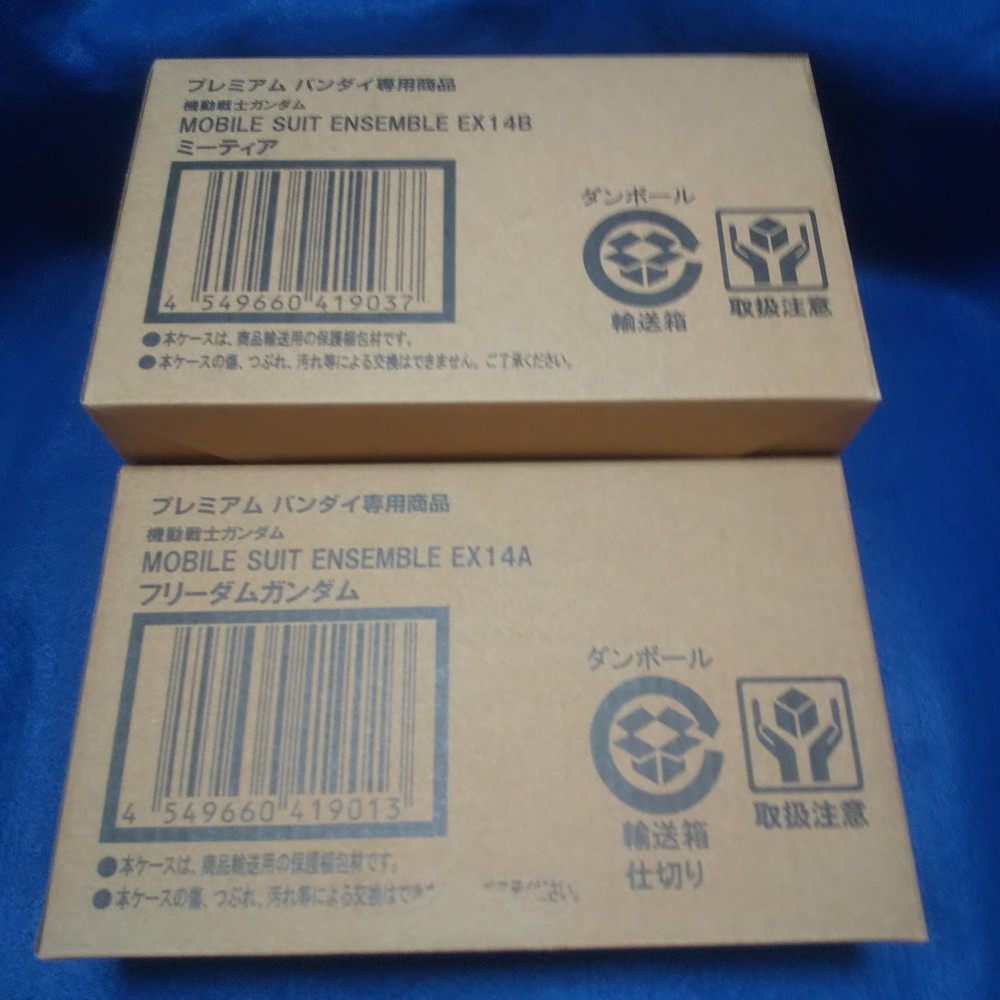 プレミアム バンダイ専用商品
機動戦士ガンダム
MOBILE SUIT ENSEMBLE EX14B
ミーティア
4 549660 419037
ダンボール
輸送箱
取扱注意
●本ケースは、商品輸送用の保護梱包材です。
●本ケースの傷、つぶれ、汚れ等による交換はできません。ご了承ください。
プレミアム バンダイ専用商品
機動戦士ガンダム
MOBILE SUIT ENSEMBLE EX14A
フリーダムガンダム
4 549660 419013
ダンボール
輸送箱
仕切り
取扱注意
●本ケースは、商品輸送用の保護梱包材です。
●本ケースの傷、つぶれ、汚れ等による交換はでき ご了承ください。